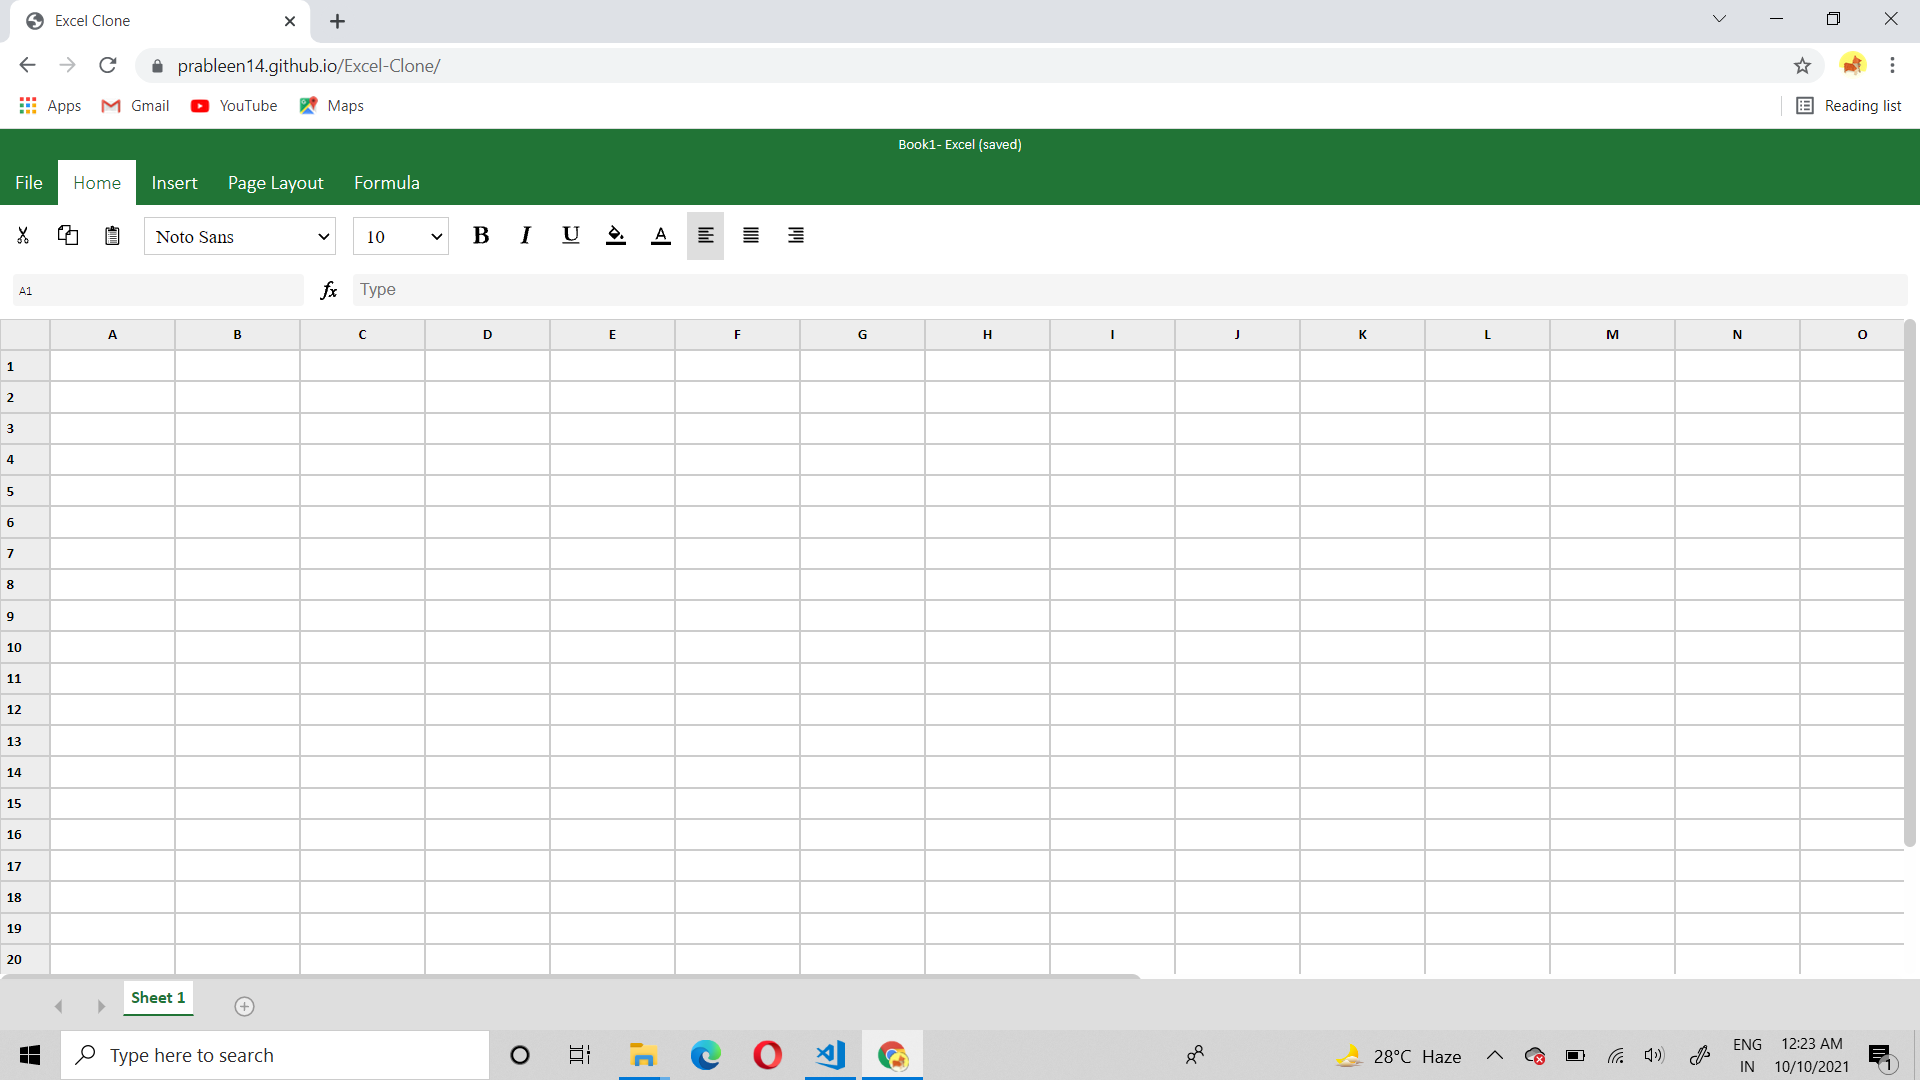 Excel Clone
prableen14.github.io/Excel-Clone/
Apps Gmail YouTube Maps Reading list
Book1- Excel (saved)
File Home Insert Page Layout Formula
Noto Sans 10 B I U A
A1 fx Type
A B C D E F G H I J K L M N O
1
2
3
4
5
6
7
8
9
10
11
12
13
14
15
16
17
18
19
20
Sheet 1
Type here to search
28°C Haze
ENG
IN
12:23 AM
10/10/2021
1